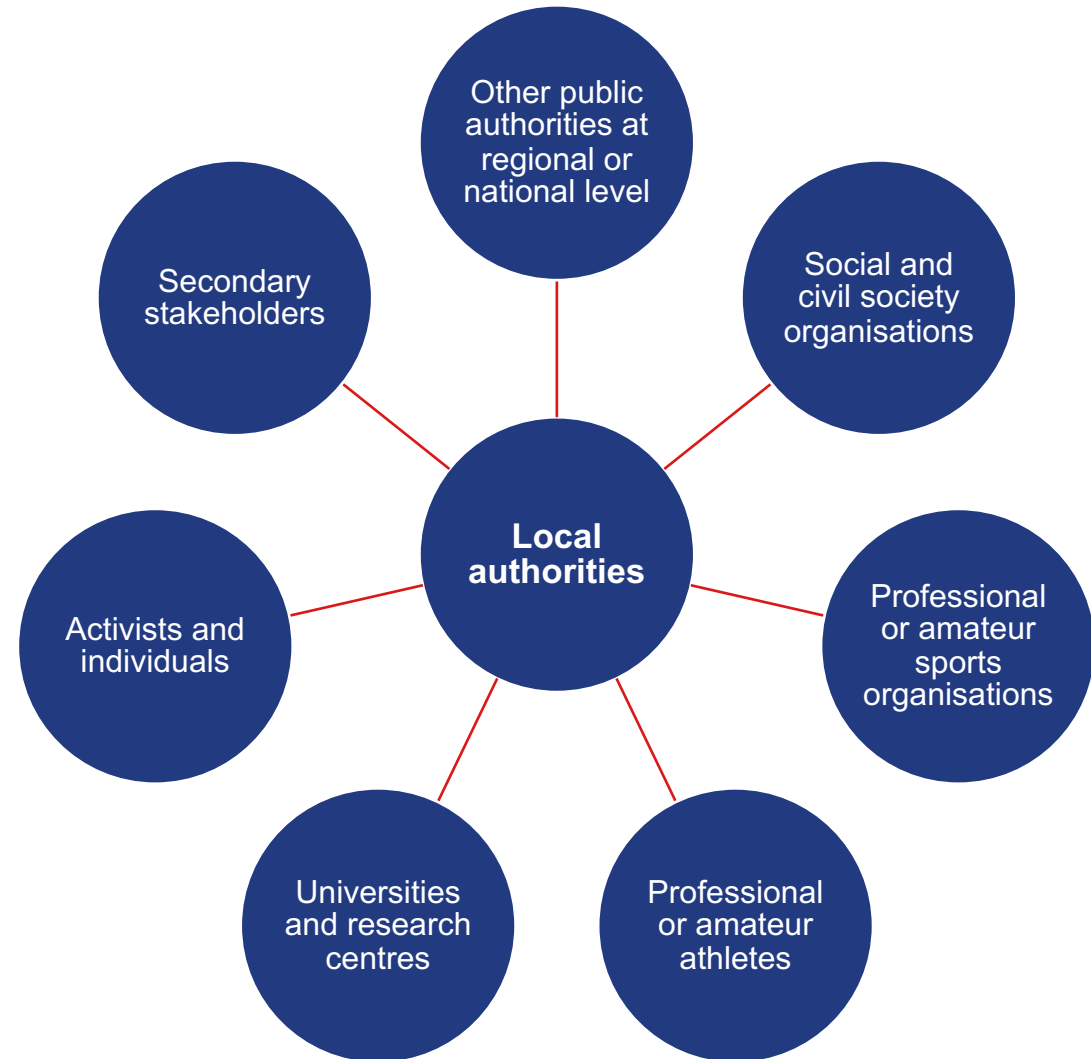 Other public
authorities at
regional or
national level
Social and
civil society
organisations
Professional
or amateur
sports
organisations
Professional
or amateur
athletes
Universities
and research
centres
Activists and
individuals
Secondary
stakeholders
Local
authorities